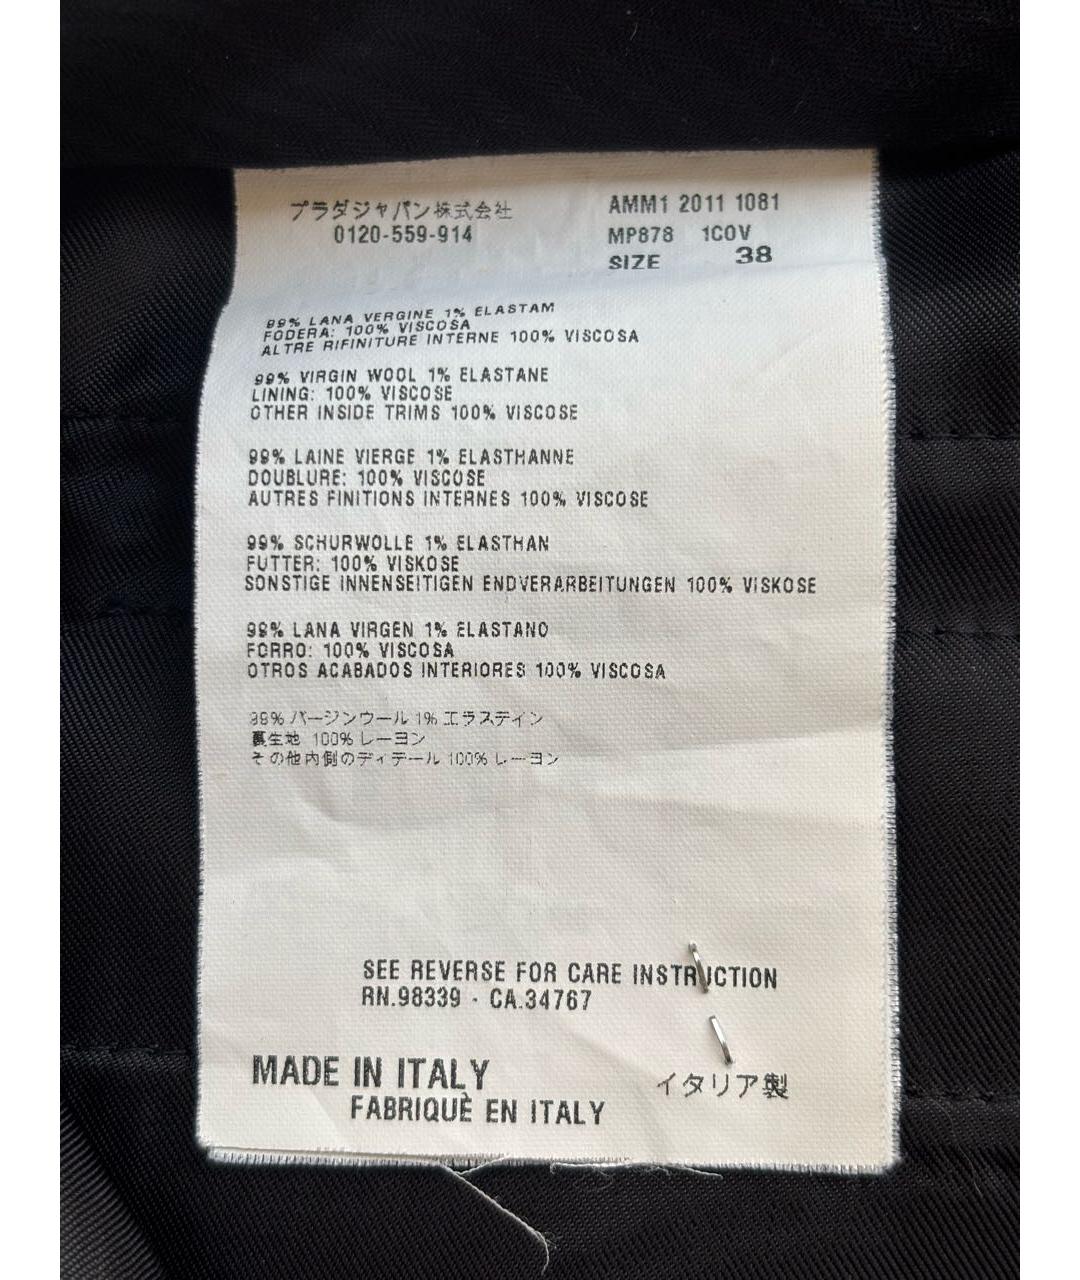 プラダジャパン株式会社
0120-559-914
AMM1 2011 1081
MP878 1COV
SIZE 38
99% LANA VERGINE 1% ELASTAM
FODERA: 100% VISCOSA
ALTRE RIFINITURE INTERNE 100% VISCOSA
99% VIRGIN WOOL 1% ELASTANE
LINING: 100% VISCOSE
OTHER INSIDE TRIMS 100% VISCOSE
99% LAINE VIERGE 1% ELASTHANNE
DOUBLURE: 100% VISCOSE
AUTRES FINITIONS INTERNES 100% VISCOSE
99% SCHURWOLLE 1% ELASTHAN
FUTTER: 100% VISKOSE
SONSTIGE INNENSEITIGEN ENDVERARBEITUNGEN 100% VISKOSE
99% LANA VIRGEN 1% ELASTANO
FORRO: 100% VISCOSA
OTROS ACABADOS INTERIORES 100% VISCOSA
99% バージンウール 1% エラステイン
裏生地 100% レーヨン
その他内側のディテール 100% レーヨン
SEE REVERSE FOR CARE INSTRUCTION
RN.98339 - CA.34767
MADE IN ITALY
FABRIQUÈ EN ITALY
イタリア製